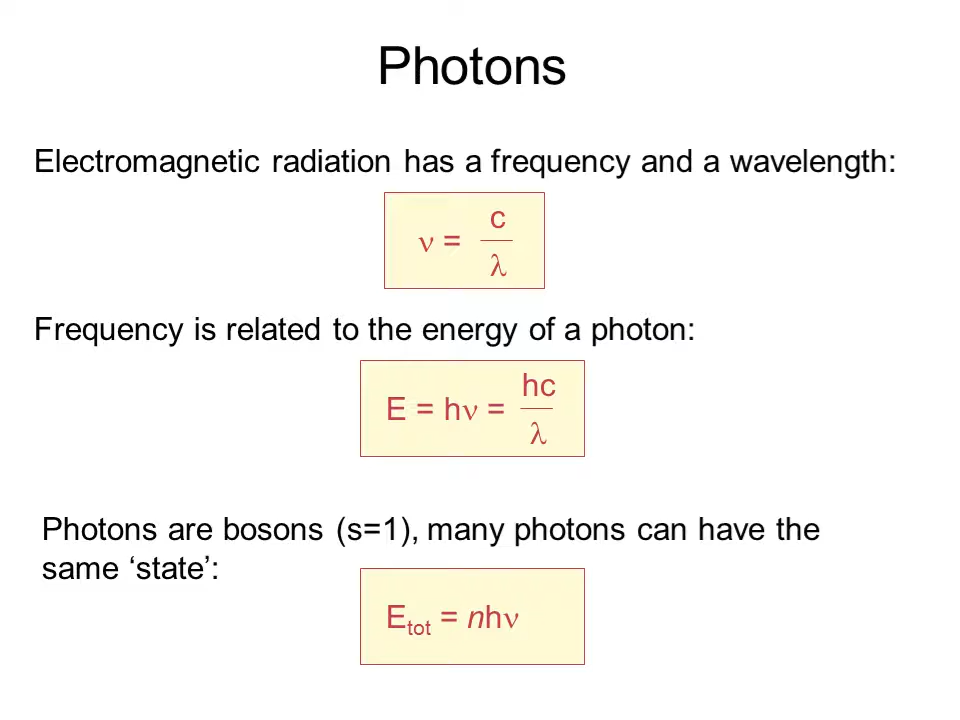 Photons
Electromagnetic radiation has a frequency and a wavelength:
ν = c/λ
Frequency is related to the energy of a photon:
E = hν = hc/λ
Photons are bosons (s=1), many photons can have the
same ‘state’:
Etot = nhν